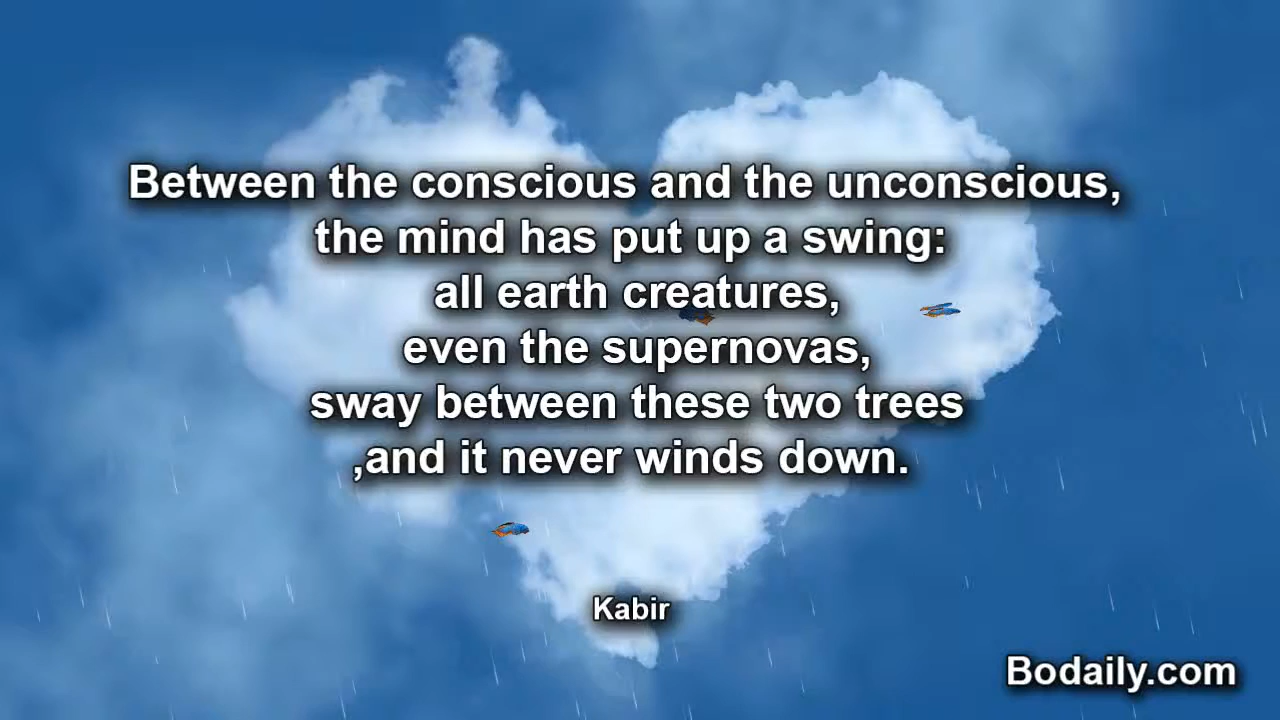 Between the conscious and the unconscious,
the mind has put up a swing:
all earth creatures,
even the supernovas,
sway between these two trees
,and it never winds down.
Kabir
Bodaily.com